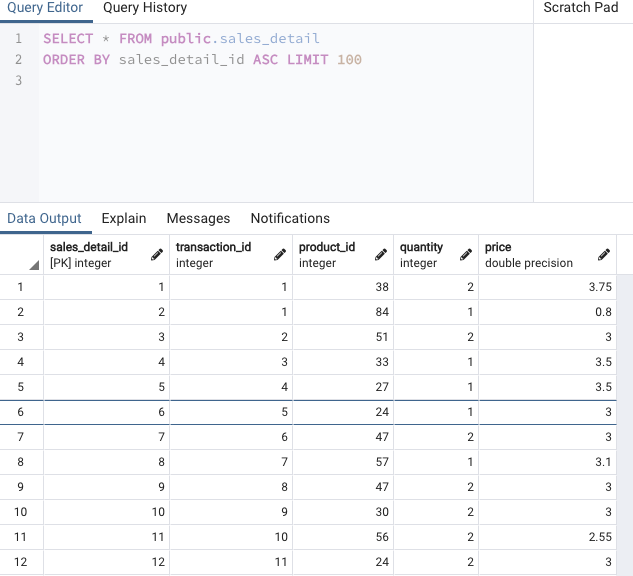 Query Editor Query History Scratch Pad
1 SELECT * FROM public.sales_detail
2 ORDER BY sales_detail_id ASC LIMIT 100
3
Data Output Explain Messages Notifications
sales_detail_id transaction_id product_id quantity price
[PK] integer integer integer integer double precision
1 1 1 38 2 3.75
2 2 1 84 1 0.8
3 3 2 51 2 3
4 4 3 33 1 3.5
5 5 4 27 1 3.5
6 6 5 24 1 3
7 7 6 47 2 3
8 8 7 57 1 3.1
9 9 8 47 2 3
10 10 9 30 2 3
11 11 10 56 2 2.55
12 12 11 24 2 3